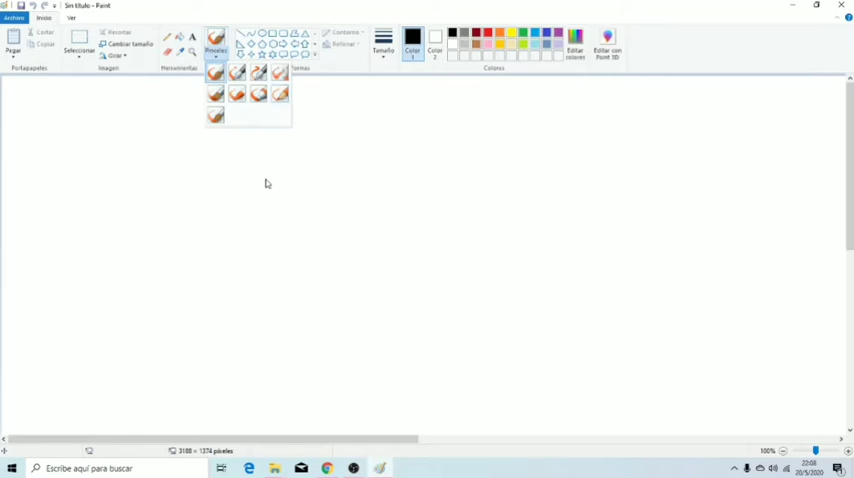 Sin título - Paint
Archivo Inicio Ver
Pegar
Cortar
Copiar
Portapapeles
Seleccionar
Recortar
Cambiar tamaño
Girar
Imagen
A
Herramientas
Pinceles
Contorno
Rellenar
ormas
Tamaño
Color
1
Color
2
Editar
colores
Editar con
Paint 3D
Colores
3188 × 1374 píxeles
100%
Escribe aquí para buscar
22:08
20/5/2020